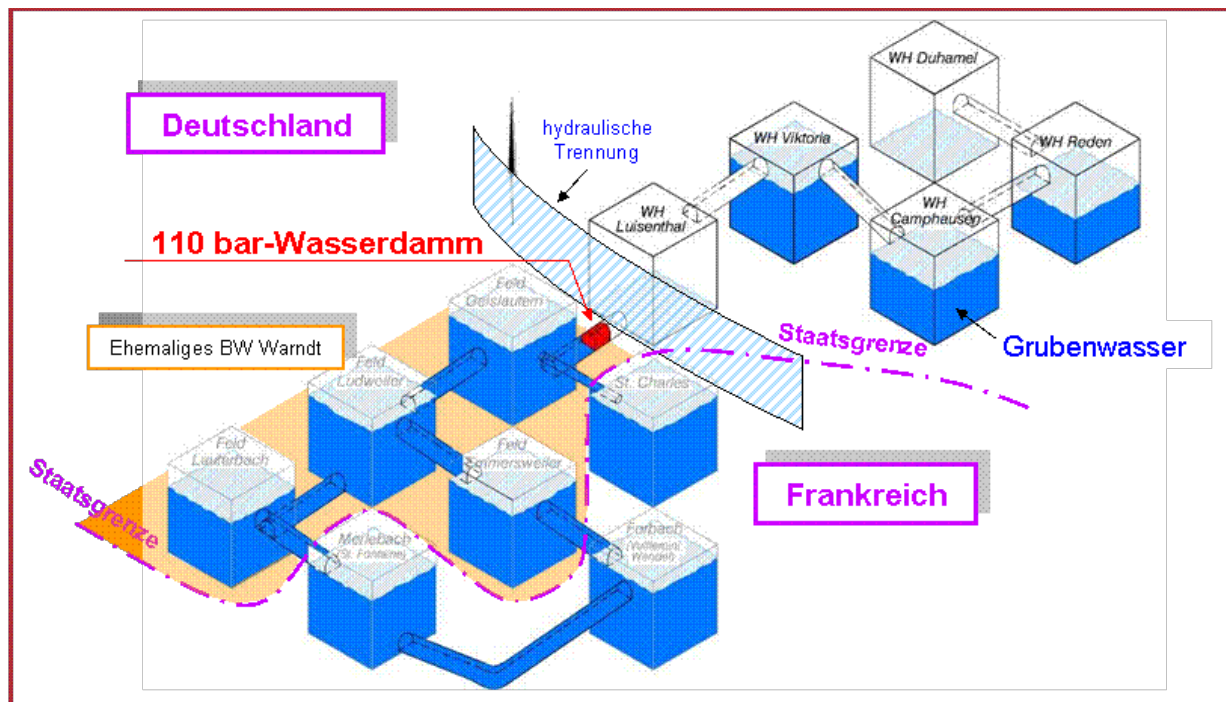 Deutschland
hydraulische
Trennung
WH Duhamel
WH Viktoria
WH Reden
WH
Luisenthal
WH
Camphausen
110 bar-Wasserdamm
Feld
Geislautern
Staatsgrenze
Grubenwasser
Ehemaliges BW Warndt
Feld
Ludweiler
St. Charles
Feld
Lauterbach
Feld
Emmersweiler
Staatsgrenze
Frankreich
Merlebach
(St. Fontaine)
Forbach
Wendel)